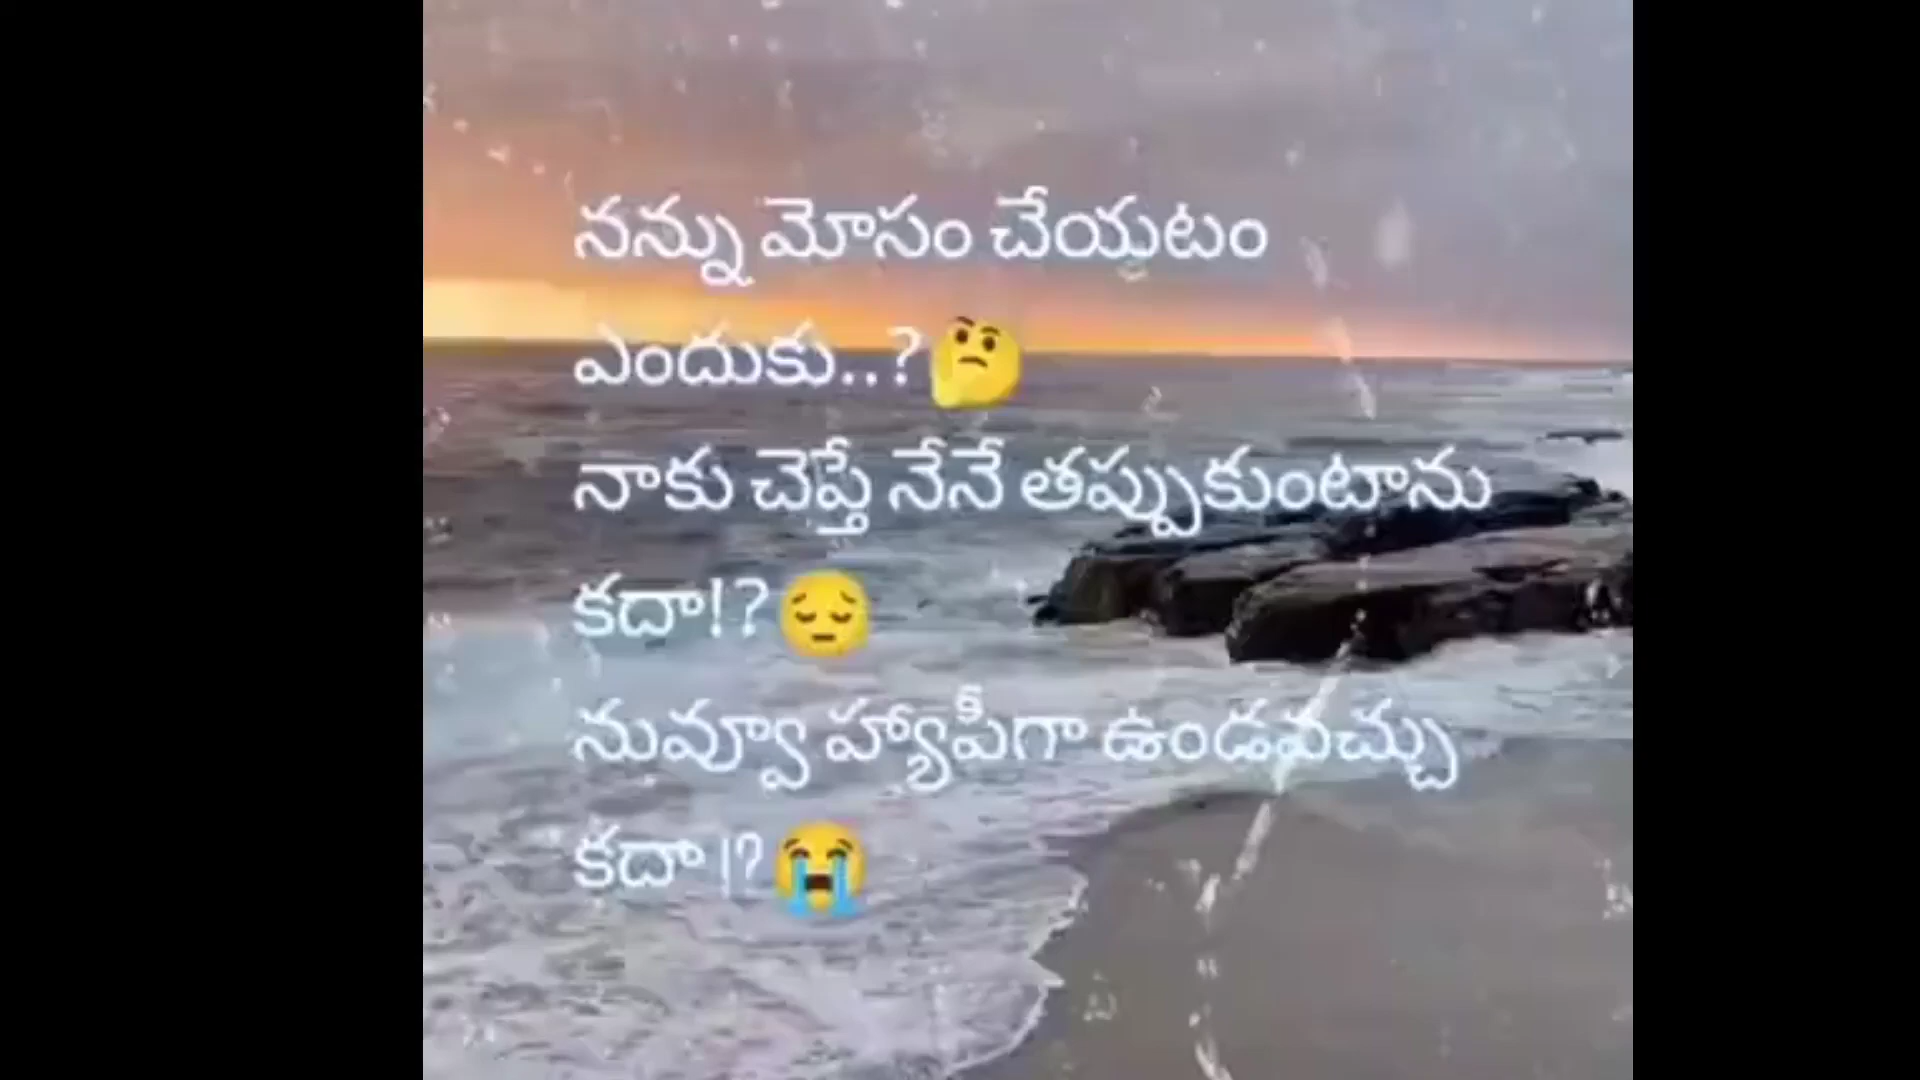 నన్ను మోసం చేయ్యటం
ఎందుకు..?🤔
నాకు చెప్తే నేనే తప్పుకుంటాను
కదా!?😔
నువ్వూ హ్యాపీగా ఉండవచ్చు
కదా !?😭